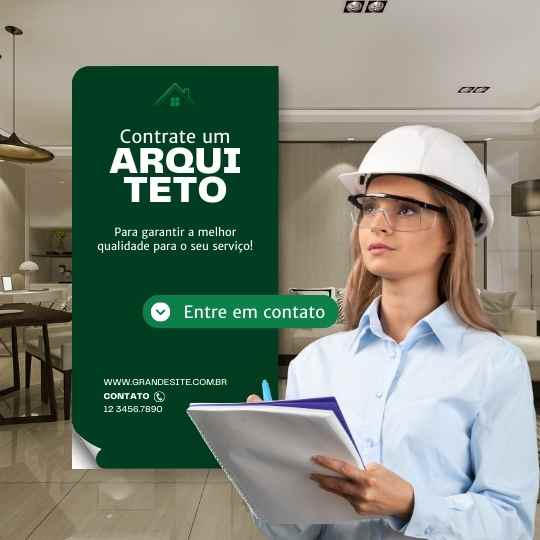 Contrate um
ARQUI
TETO
Para garantir a melhor
qualidade para o seu serviço!
Entre em contato
WWW.GRANDESITE.COM.BR
CONTATO
12 3456.7890